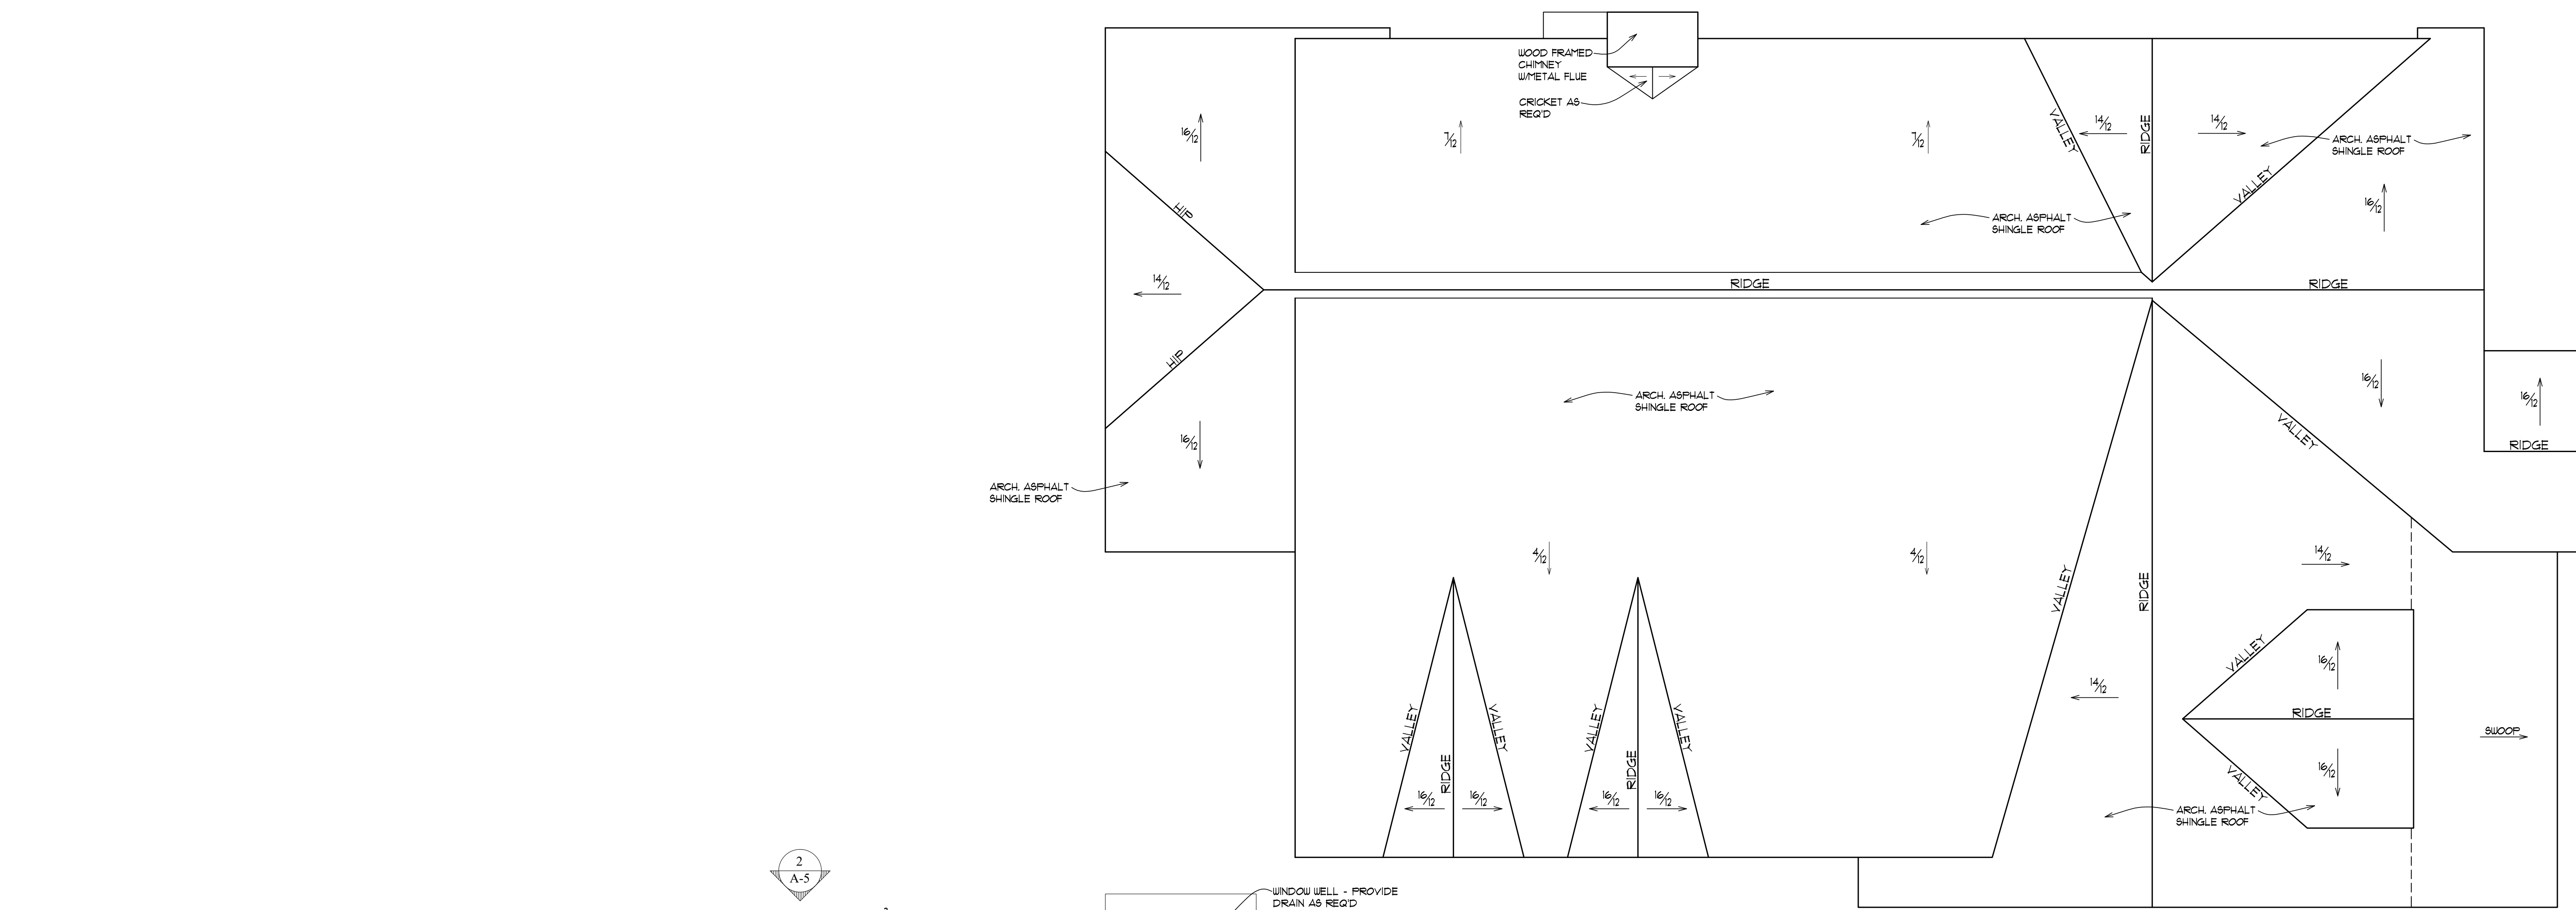 WOOD FRAMED
CHIMNEY
W/METAL FLUE
CRICKET AS
REQ'D
16/12
7/12
7/12
VALLEY
14/12
RIDGE
14/12
ARCH. ASPHALT
SHINGLE ROOF
VALLEY
16/12
HIP
ARCH. ASPHALT
SHINGLE ROOF
14/12
RIDGE
RIDGE
HIP
16/12
16/12
ARCH. ASPHALT
SHINGLE ROOF
VALLEY
16/12
RIDGE
ARCH. ASPHALT
SHINGLE ROOF
4/12
4/12
14/12
VALLEY
RIDGE
VALLEY
16/12
14/12
RIDGE
VALLEY
VALLEY
VALLEY
VALLEY
SWOOP
RIDGE
RIDGE
16/12
VALLEY
16/12
16/12
16/12
16/12
ARCH. ASPHALT
SHINGLE ROOF
2
A-5
WINDOW WELL - PROVIDE
DRAIN AS REQ'D